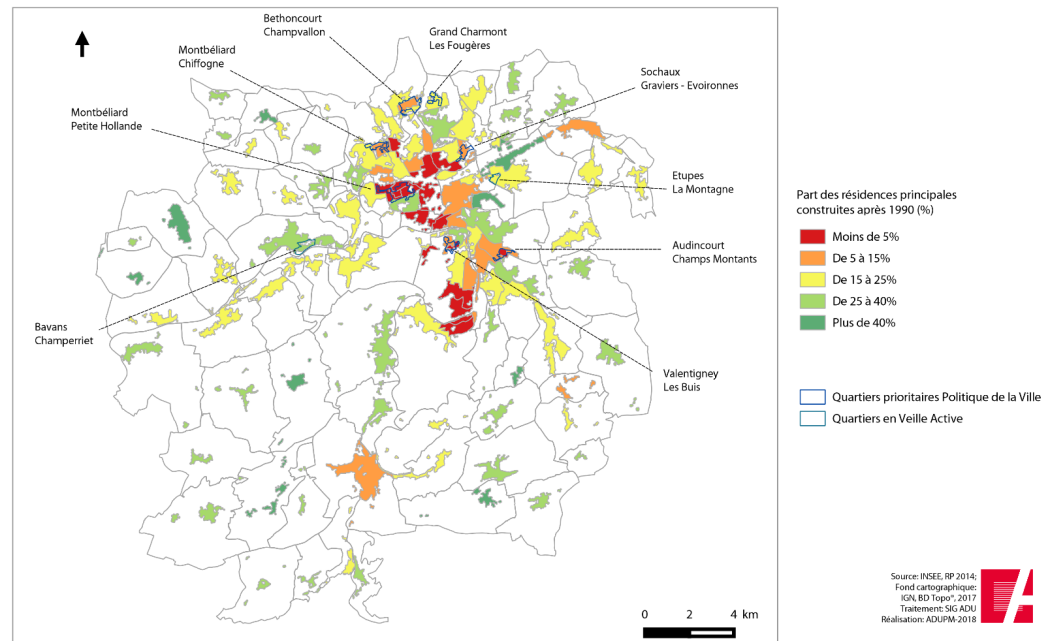 Bethoncourt
Champvallon
Grand Charmont
Les Fougères
Montbéliard
Chiffogne
Sochaux
Graviers - Evoironnes
Montbéliard
Petite Hollande
Etupes
La Montagne
Audincourt
Champs Montants
Bavans
Champerriet
Valentigney
Les Buis
Part des résidences principales
construites après 1990 (%)
Moins de 5%
De 5 à 15%
De 15 à 25%
De 25 à 40%
Plus de 40%
Quartiers prioritaires Politique de la Ville
Quartiers en Veille Active
Source: INSEE, RP 2014;
Fond cartographique:
IGN, BD Topo®, 2017
Traitement: SIG ADU
Réalisation: ADUPM-2018
0 2 4 km